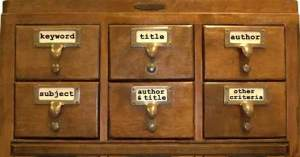 keyword
title
author
subject
author
& title
other
criteria